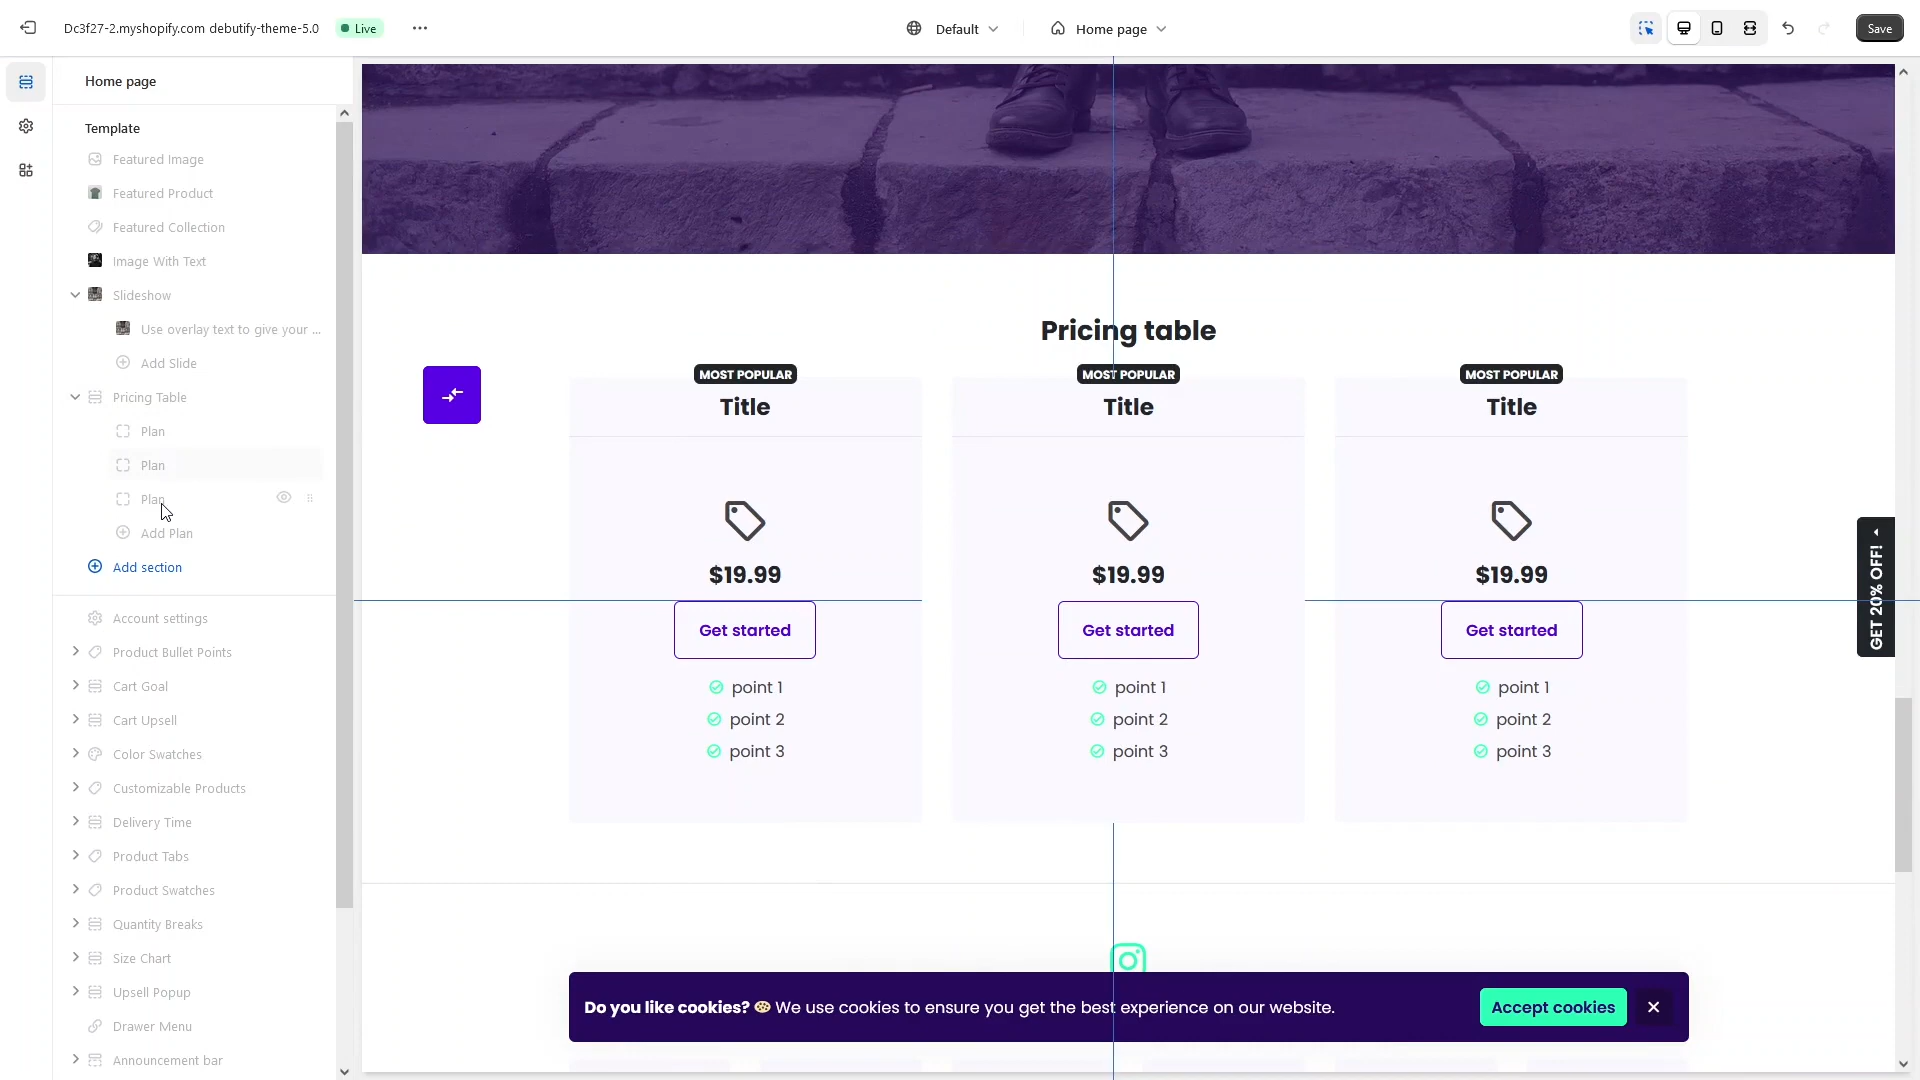 Dc3f27-2.myshopify.com debutify-theme-5.0
Live
Default
Home page
Save
Home page
Template
Featured Image
Featured Product
Featured Collection
Image With Text
Slideshow
Use overlay text to give your ...
Add Slide
Pricing Table
Plan
Plan
Plan
Add Plan
Add section
Account settings
Product Bullet Points
Cart Goal
Cart Upsell
Color Swatches
Customizable Products
Delivery Time
Product Tabs
Product Swatches
Quantity Breaks
Size Chart
Upsell Popup
Drawer Menu
Announcement bar
Pricing table
MOST POPULAR
Title
$19.99
Get started
point 1
point 2
point 3
MOST POPULAR
Title
$19.99
Get started
point 1
point 2
point 3
MOST POPULAR
Title
$19.99
Get started
point 1
point 2
point 3
GET 20% OFF!
Do you like cookies? 🍪 We use cookies to ensure you get the best experience on our website.
Accept cookies